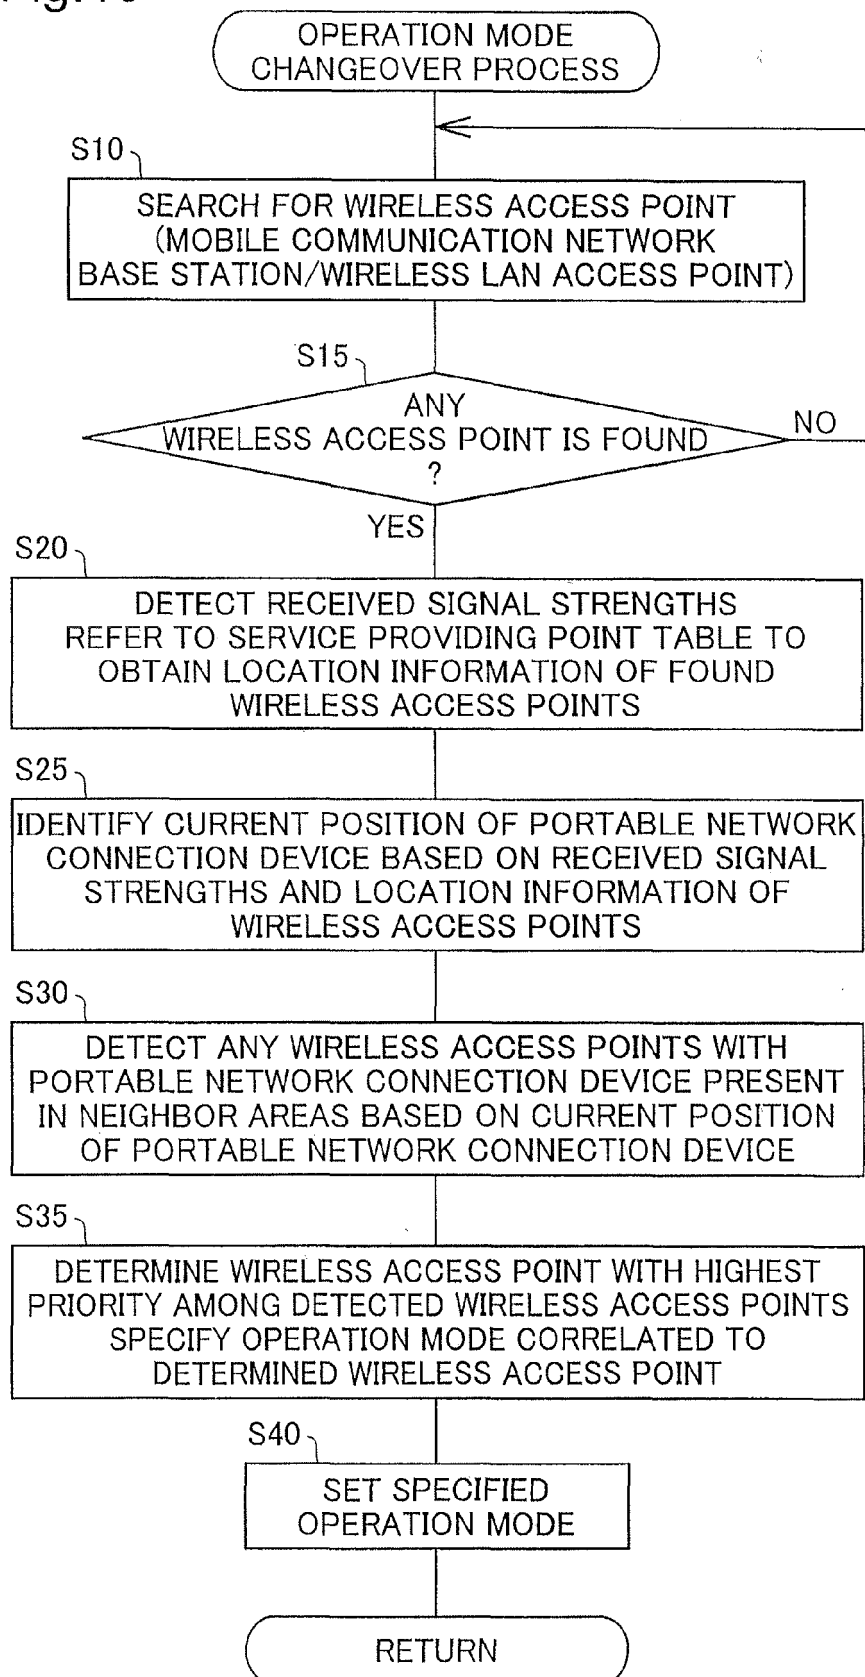 OPERATION MODE
CHANGEOVER PROCESS
S10
SEARCH FOR WIRELESS ACCESS POINT
(MOBILE COMMUNICATION NETWORK
BASE STATION/WIRELESS LAN ACCESS POINT)
S15
ANY
WIRELESS ACCESS POINT IS FOUND
?
NO
YES
S20
DETECT RECEIVED SIGNAL STRENGTHS
REFER TO SERVICE PROVIDING POINT TABLE TO
OBTAIN LOCATION INFORMATION OF FOUND
WIRELESS ACCESS POINTS
S25
IDENTIFY CURRENT POSITION OF PORTABLE NETWORK
CONNECTION DEVICE BASED ON RECEIVED SIGNAL
STRENGTHS AND LOCATION INFORMATION OF
WIRELESS ACCESS POINTS
S30
DETECT ANY WIRELESS ACCESS POINTS WITH
PORTABLE NETWORK CONNECTION DEVICE PRESENT
IN NEIGHBOR AREAS BASED ON CURRENT POSITION
OF PORTABLE NETWORK CONNECTION DEVICE
S35
DETERMINE WIRELESS ACCESS POINT WITH HIGHEST
PRIORITY AMONG DETECTED WIRELESS ACCESS POINTS
SPECIFY OPERATION MODE CORRELATED TO
DETERMINED WIRELESS ACCESS POINT
S40
SET SPECIFIED
OPERATION MODE
RETURN